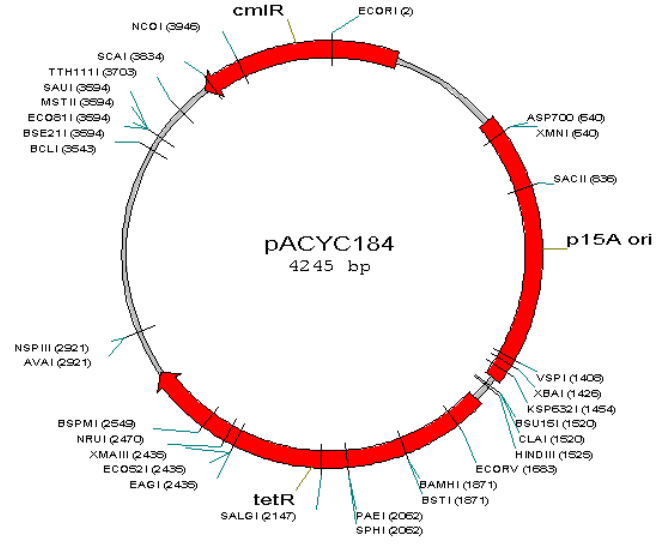 cmlR
ECORI (2)
NCOI (3946)
SCAI (3834)
TTH111I (3703)
SAUI (3594)
MSTII (3594)
ECO81I (3594)
BSE21I (3594)
BCLI (3543)
ASP700 (640)
XMNI (640)
SACII (836)
pACYC184
4245 bp
p15A ori
NSPIII (2921)
AVAI (2921)
VSPI (1408)
XBAI (1426)
KSP632I (1454)
BSU15I (1520)
CLAI (1520)
HINDIII (1525)
ECORV (1683)
BSPMI (2549)
NRUI (2470)
XMAIII (2435)
ECO52I (2435)
EAGI (2435)
BAMHI (1871)
BSTI (1871)
tetR
SALGI (2147)
PAEI (2062)
SPHI (2062)